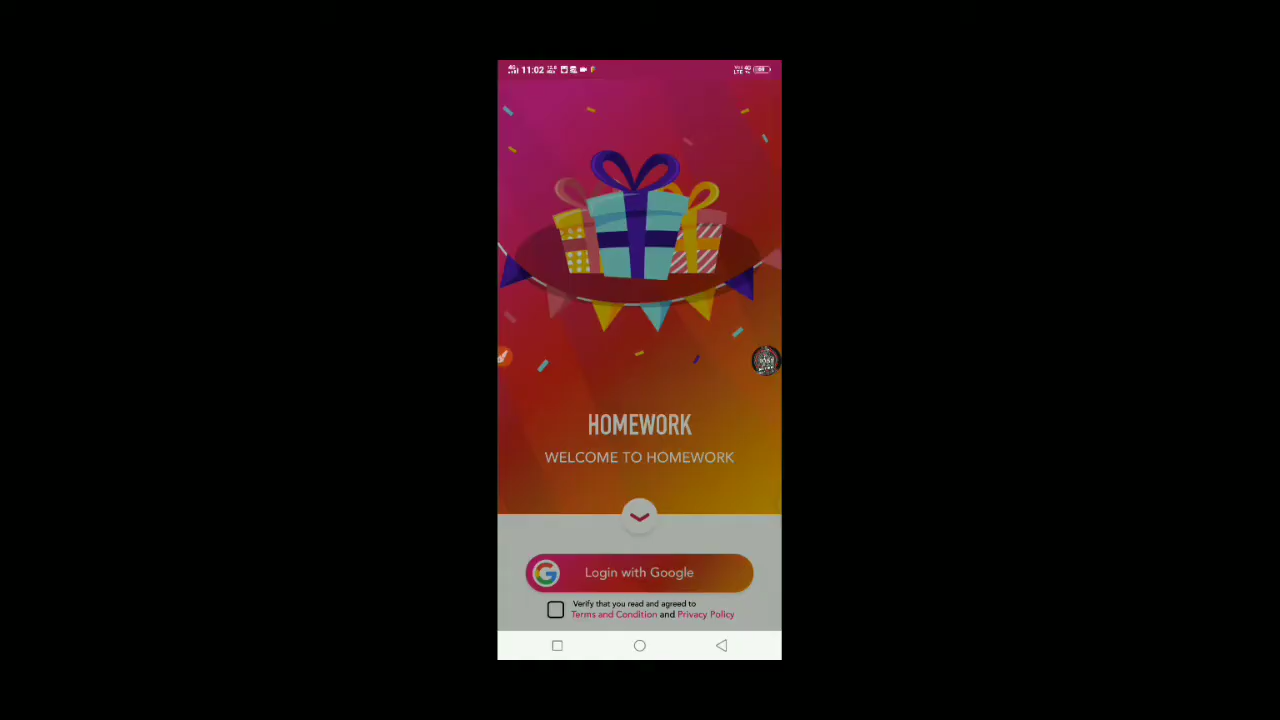 4G 11:02
HOMEWORK
WELCOME TO HOMEWORK
Login with Google
Verify that you read and agreed to
Terms and Condition and Privacy Policy